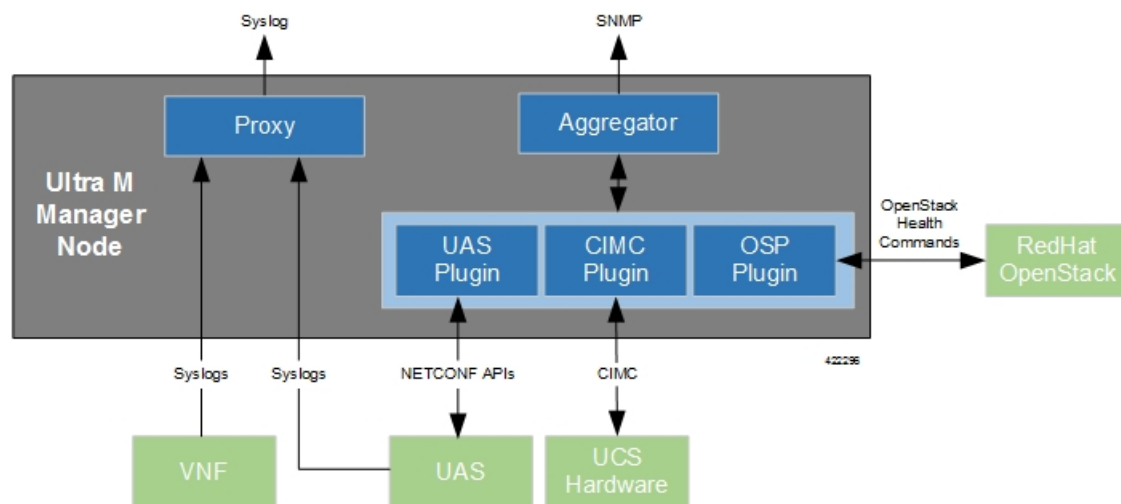 Syslog
SNMP
Proxy
Aggregator
Ultra M
Manager
Node
UAS
Plugin
CIMC
Plugin
OSP
Plugin
OpenStack
Health
Commands
RedHat
OpenStack
422296
Syslogs
Syslogs
NETCONF APIs
CIMC
VNF
UAS
UCS
Hardware